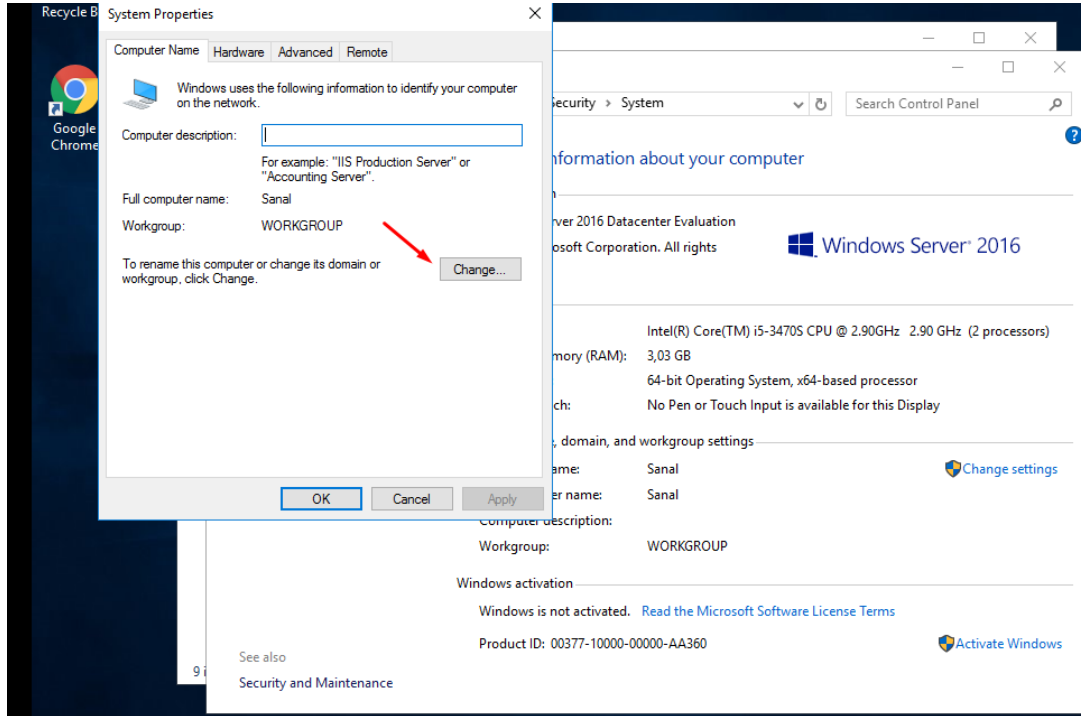 Recycle B
Google
Chrome
System Properties
Computer Name Hardware Advanced Remote
Windows uses the following information to identify your computer
on the network.
Computer description:
For example: "IIS Production Server" or
"Accounting Server".
Full computer name: Sanal
Workgroup: WORKGROUP
To rename this computer or change its domain or
workgroup, click Change.
Change...
OK Cancel Apply
Security > System
Search Control Panel
?
nformation about your computer
ver 2016 Datacenter Evaluation
osoft Corporation. All rights
Windows Server 2016
Intel(R) Core(TM) i5-3470S CPU @ 2.90GHz 2.90 GHz (2 processors)
mory (RAM): 3,03 GB
64-bit Operating System, x64-based processor
ch: No Pen or Touch Input is available for this Display
, domain, and workgroup settings
ame: Sanal
Change settings
er name: Sanal
Computer description:
Workgroup: WORKGROUP
Windows activation
Windows is not activated. Read the Microsoft Software License Terms
Product ID: 00377-10000-00000-AA360
Activate Windows
9 i
See also
Security and Maintenance